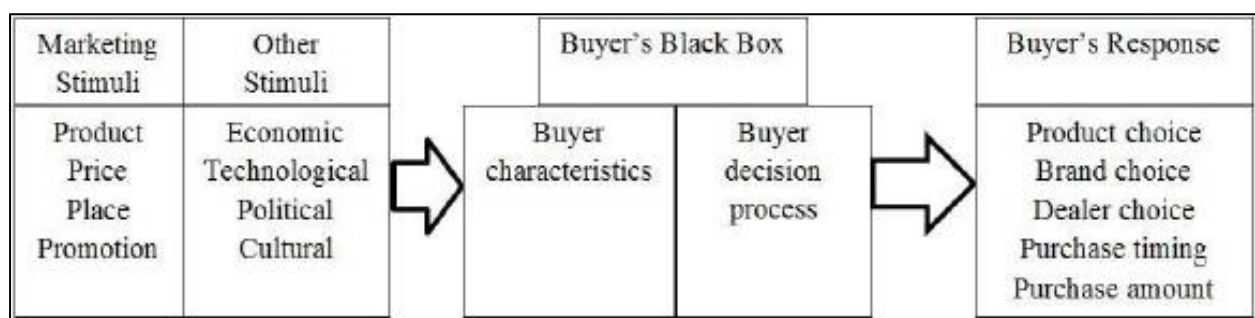 Marketing
Stimuli
Other
Stimuli
Buyer’s Black Box
Buyer’s Response
Product
Price
Place
Promotion
Economic
Technological
Political
Cultural
Buyer
characteristics
Buyer
decision
process
Product choice
Brand choice
Dealer choice
Purchase timing
Purchase amount